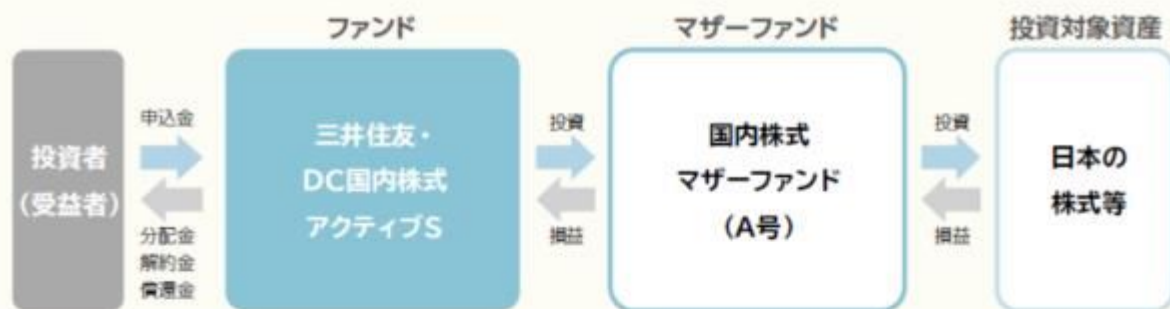 ファンド
マザーファンド
投資対象資産
投資者
(受益者)
申込金
分配金
解約金
償還金
三井住友・
DC国内株式
アクティブS
投資
損益
国内株式
マザーファンド
(A号)
投資
損益
日本の
株式等